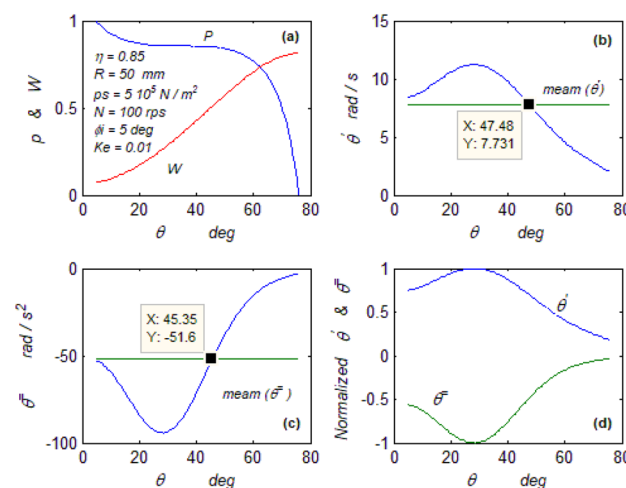 1
0.5
0
p & W
P
(a)
η = 0.85
R = 50 mm
ps = 5 10⁵ N / m²
N = 100 rps
ϕi = 5 deg
Ke = 0.01
W
0 20 40 60 80
θ deg
15
10
5
0
θ' rad / s
(b)
meam (θ')
X: 47.48
Y: 7.731
0 20 40 60 80
θ deg
0
-50
-100
θ⁼ rad / s²
X: 45.35
Y: -51.6
meam (θ⁼ )
(c)
0 20 40 60 80
θ deg
1
0.5
0
-0.5
-1
Normalized θ' & θ⁼
θ'
θ⁼
(d)
0 20 40 60 80
θ deg